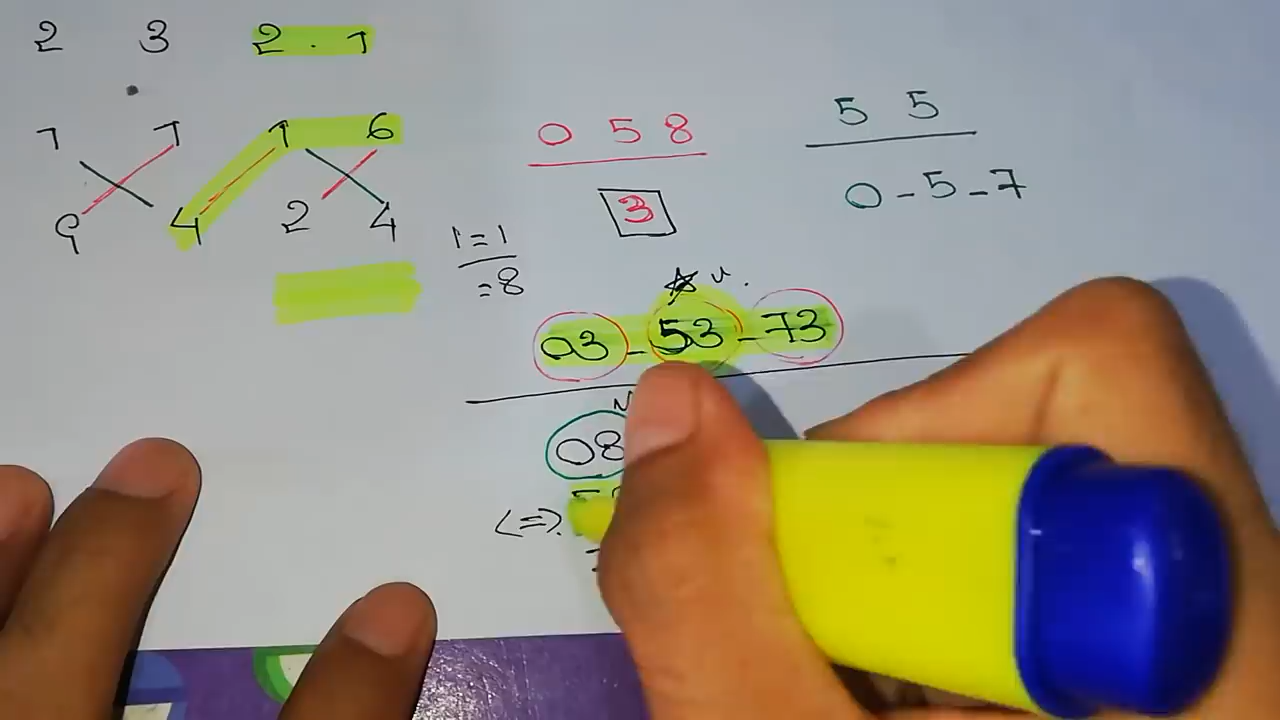 2 3 2 . 1
1 1 1 6
9 4 2 4
1=1
=8
0 5 8
3
5 5
0 - 5 - 7
03 - 53 - 73
08
(=)